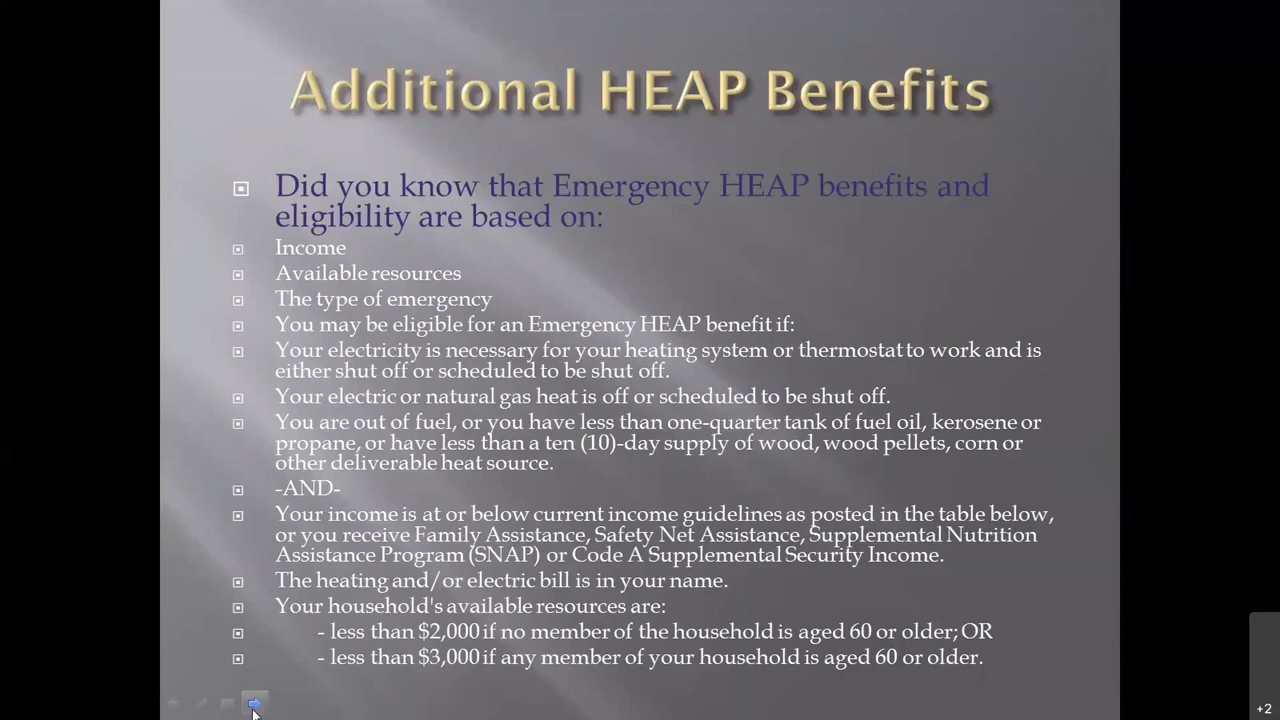 Additional HEAP Benefits
Did you know that Emergency HEAP benefits and
eligibility are based on:
Income
Available resources
The type of emergency
You may be eligible for an Emergency HEAP benefit if:
Your electricity is necessary for your heating system or thermostat to work and is
either shut off or scheduled to be shut off.
Your electric or natural gas heat is off or scheduled to be shut off.
You are out of fuel, or you have less than one-quarter tank of fuel oil, kerosene or
propane, or have less than a ten (10)-day supply of wood, wood pellets, corn or
other deliverable heat source.
-AND-
Your income is at or below current income guidelines as posted in the table below,
or you receive Family Assistance, Safety Net Assistance, Supplemental Nutrition
Assistance Program (SNAP) or Code A Supplemental Security Income.
The heating and/or electric bill is in your name.
Your household's available resources are:
- less than $2,000 if no member of the household is aged 60 or older; OR
- less than $3,000 if any member of your household is aged 60 or older.
+2